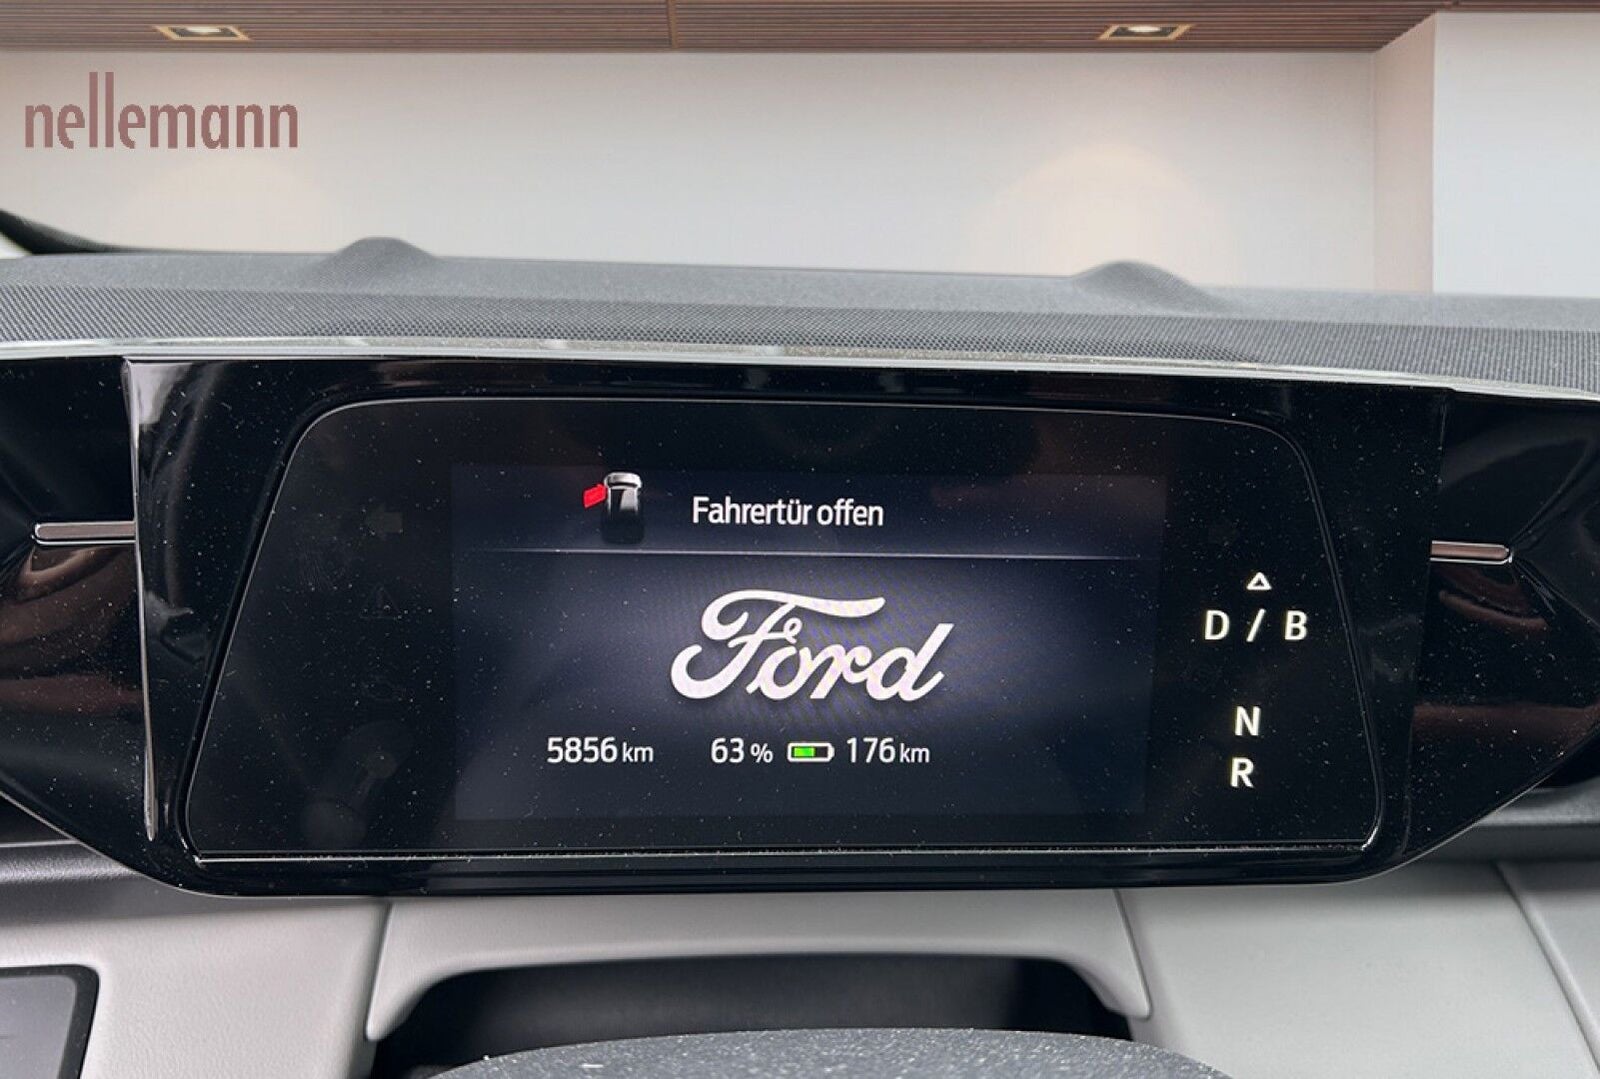 nellemann
Fahrertür offen
Ford
D / B
N
R
5856 km 63 % 176 km